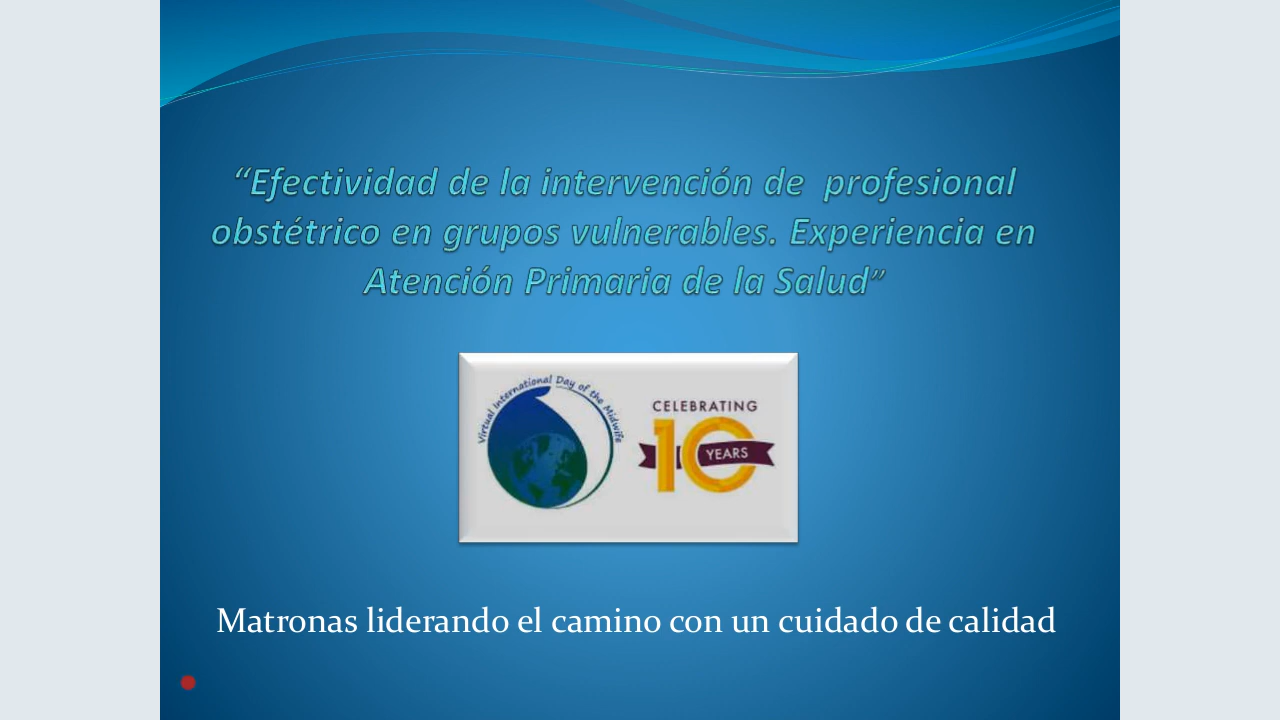 “Efectividad de la intervención de  profesional
obstétrico en grupos vulnerables. Experiencia en
Atención Primaria de la Salud”
Virtual International Day of the Midwife
CELEBRATING
10
YEARS
Matronas liderando el camino con un cuidado de calidad